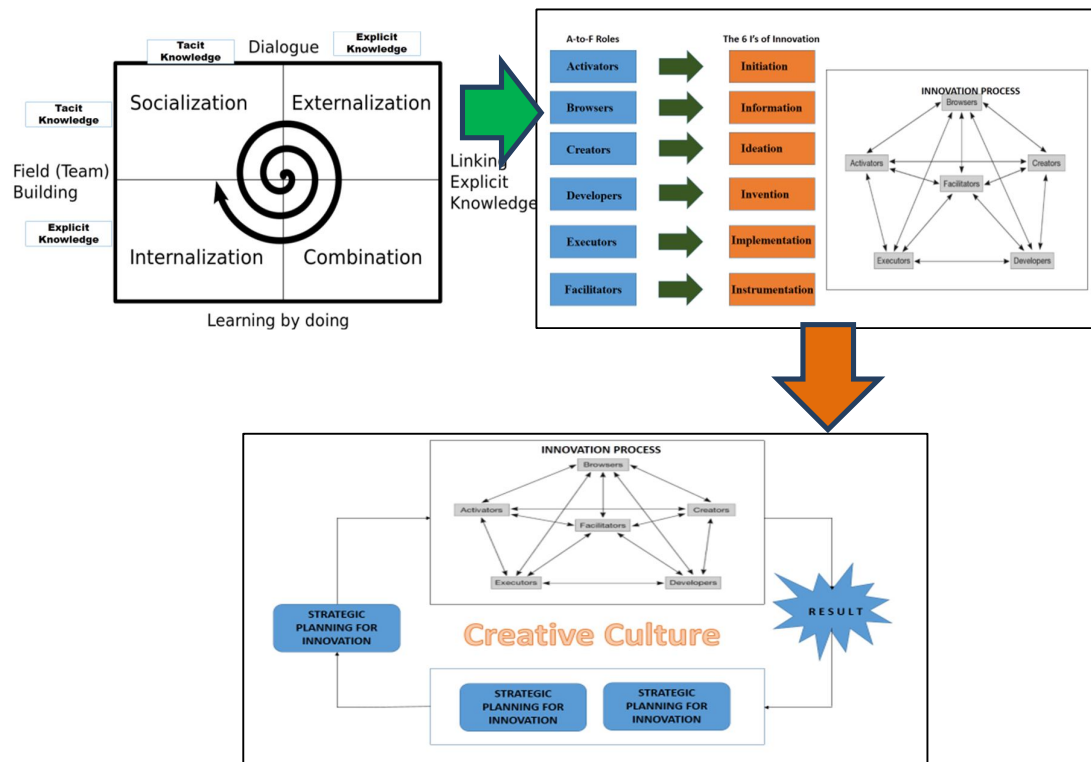 Tacit
Knowledge
Dialogue
Explicit
Knowledge
Tacit
Knowledge
Socialization
Externalization
Field (Team)
Building
Linking
Explicit
Knowledge
Explicit
Knowledge
Internalization
Combination
Learning by doing
A-to-F Roles
The 6 I's of Innovation
Activators
Initiation
Browsers
Information
Creators
Ideation
Developers
Invention
Executors
Implementation
Facilitators
Instrumentation
INNOVATION PROCESS
Browsers
Activators
Creators
Facilitators
Executors
Developers
INNOVATION PROCESS
Browsers
Activators
Creators
Facilitators
Executors
Developers
STRATEGIC
PLANNING FOR
INNOVATION
Creative Culture
RESULT
STRATEGIC
PLANNING FOR
INNOVATION
STRATEGIC
PLANNING FOR
INNOVATION